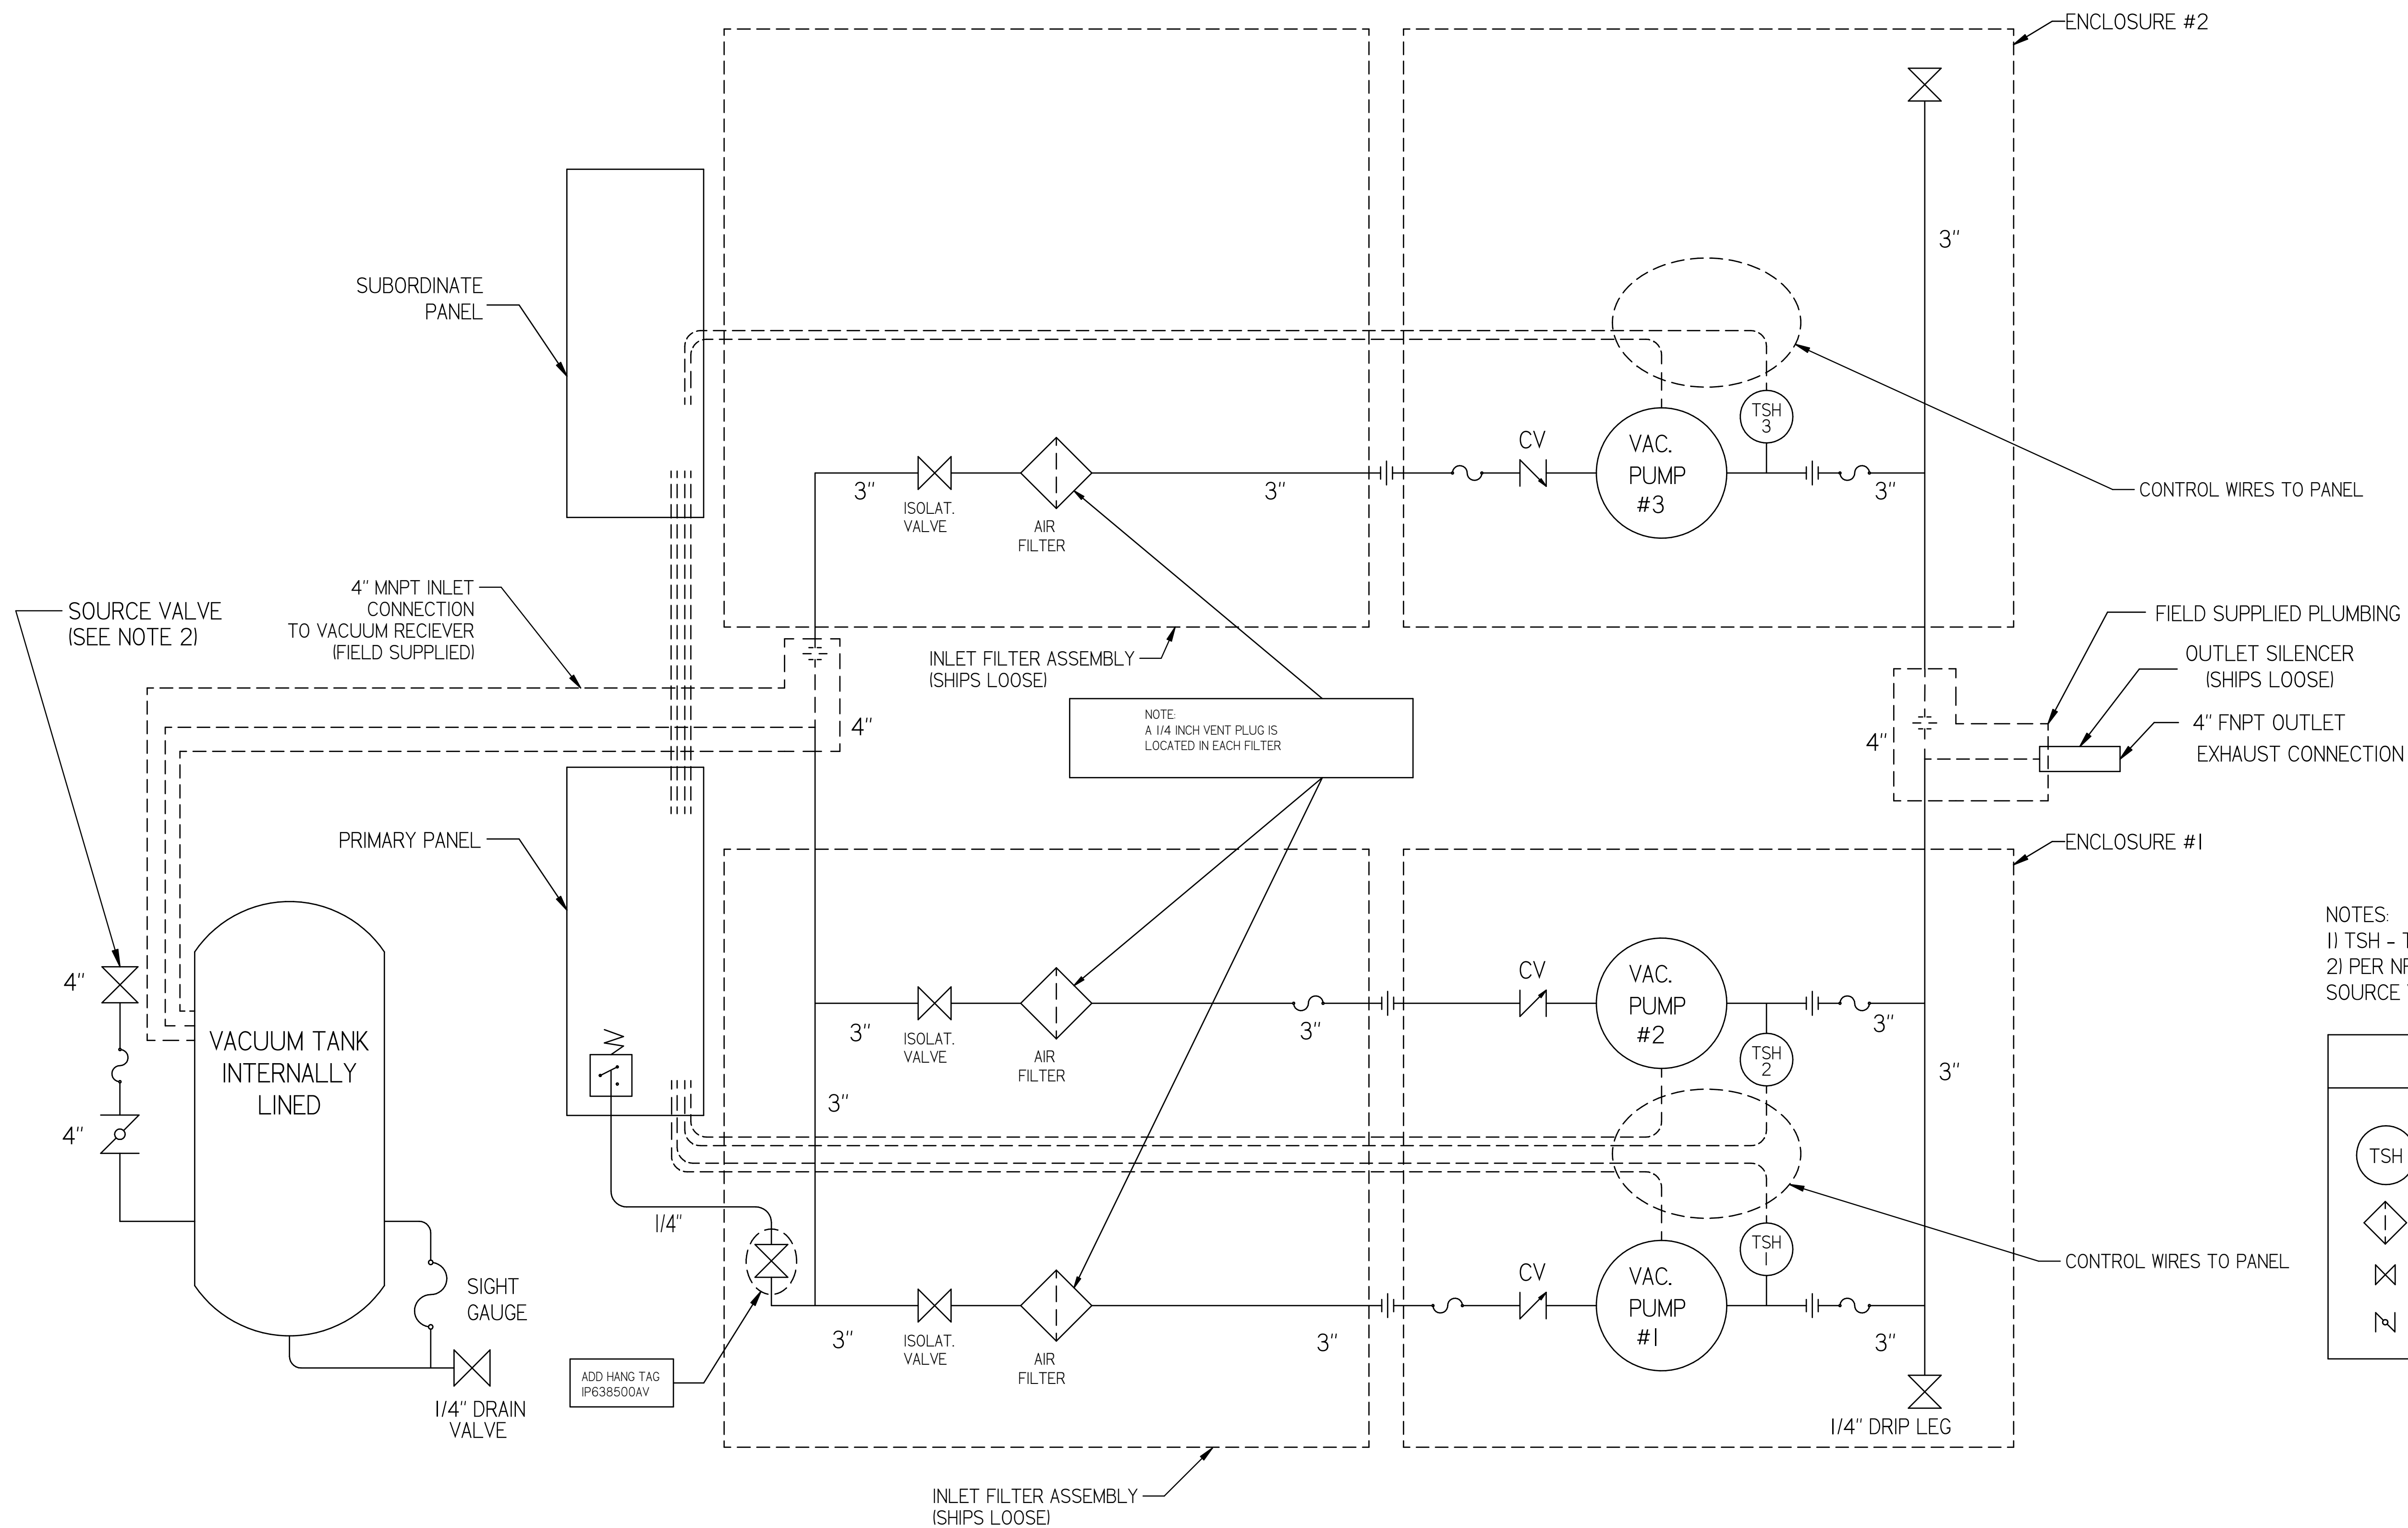 ENCLOSURE #2
3"
SUBORDINATE
PANEL
TSH
3
CV
VAC.
PUMP
#3
3"
ISOLAT.
VALVE
AIR
FILTER
3"
3"
CONTROL WIRES TO PANEL
4" MNPT INLET
CONNECTION
TO VACUUM RECIEVER
(FIELD SUPPLIED)
SOURCE VALVE
(SEE NOTE 2)
INLET FILTER ASSEMBLY
(SHIPS LOOSE)
FIELD SUPPLIED PLUMBING
OUTLET SILENCER
(SHIPS LOOSE)
4" FNPT OUTLET
EXHAUST CONNECTION
4"
4"
NOTE:
A 1/4 INCH VENT PLUG IS
LOCATED IN EACH FILTER
PRIMARY PANEL
ENCLOSURE #1
NOTES:
1) TSH - T
2) PER NF
SOURCE
4"
4"
VACUUM TANK
INTERNALLY
LINED
3"
ISOLAT.
VALVE
AIR
FILTER
3"
CV
VAC.
PUMP
#2
TSH
2
3"
3"
3"
TSH
1/4"
SIGHT
GAUGE
1/4" DRAIN
VALVE
ADD HANG TAG
IP638500AV
3"
ISOLAT.
VALVE
AIR
FILTER
3"
CV
VAC.
PUMP
#1
TSH
1
3"
CONTROL WIRES TO PANEL
1/4" DRIP LEG
INLET FILTER ASSEMBLY
(SHIPS LOOSE)